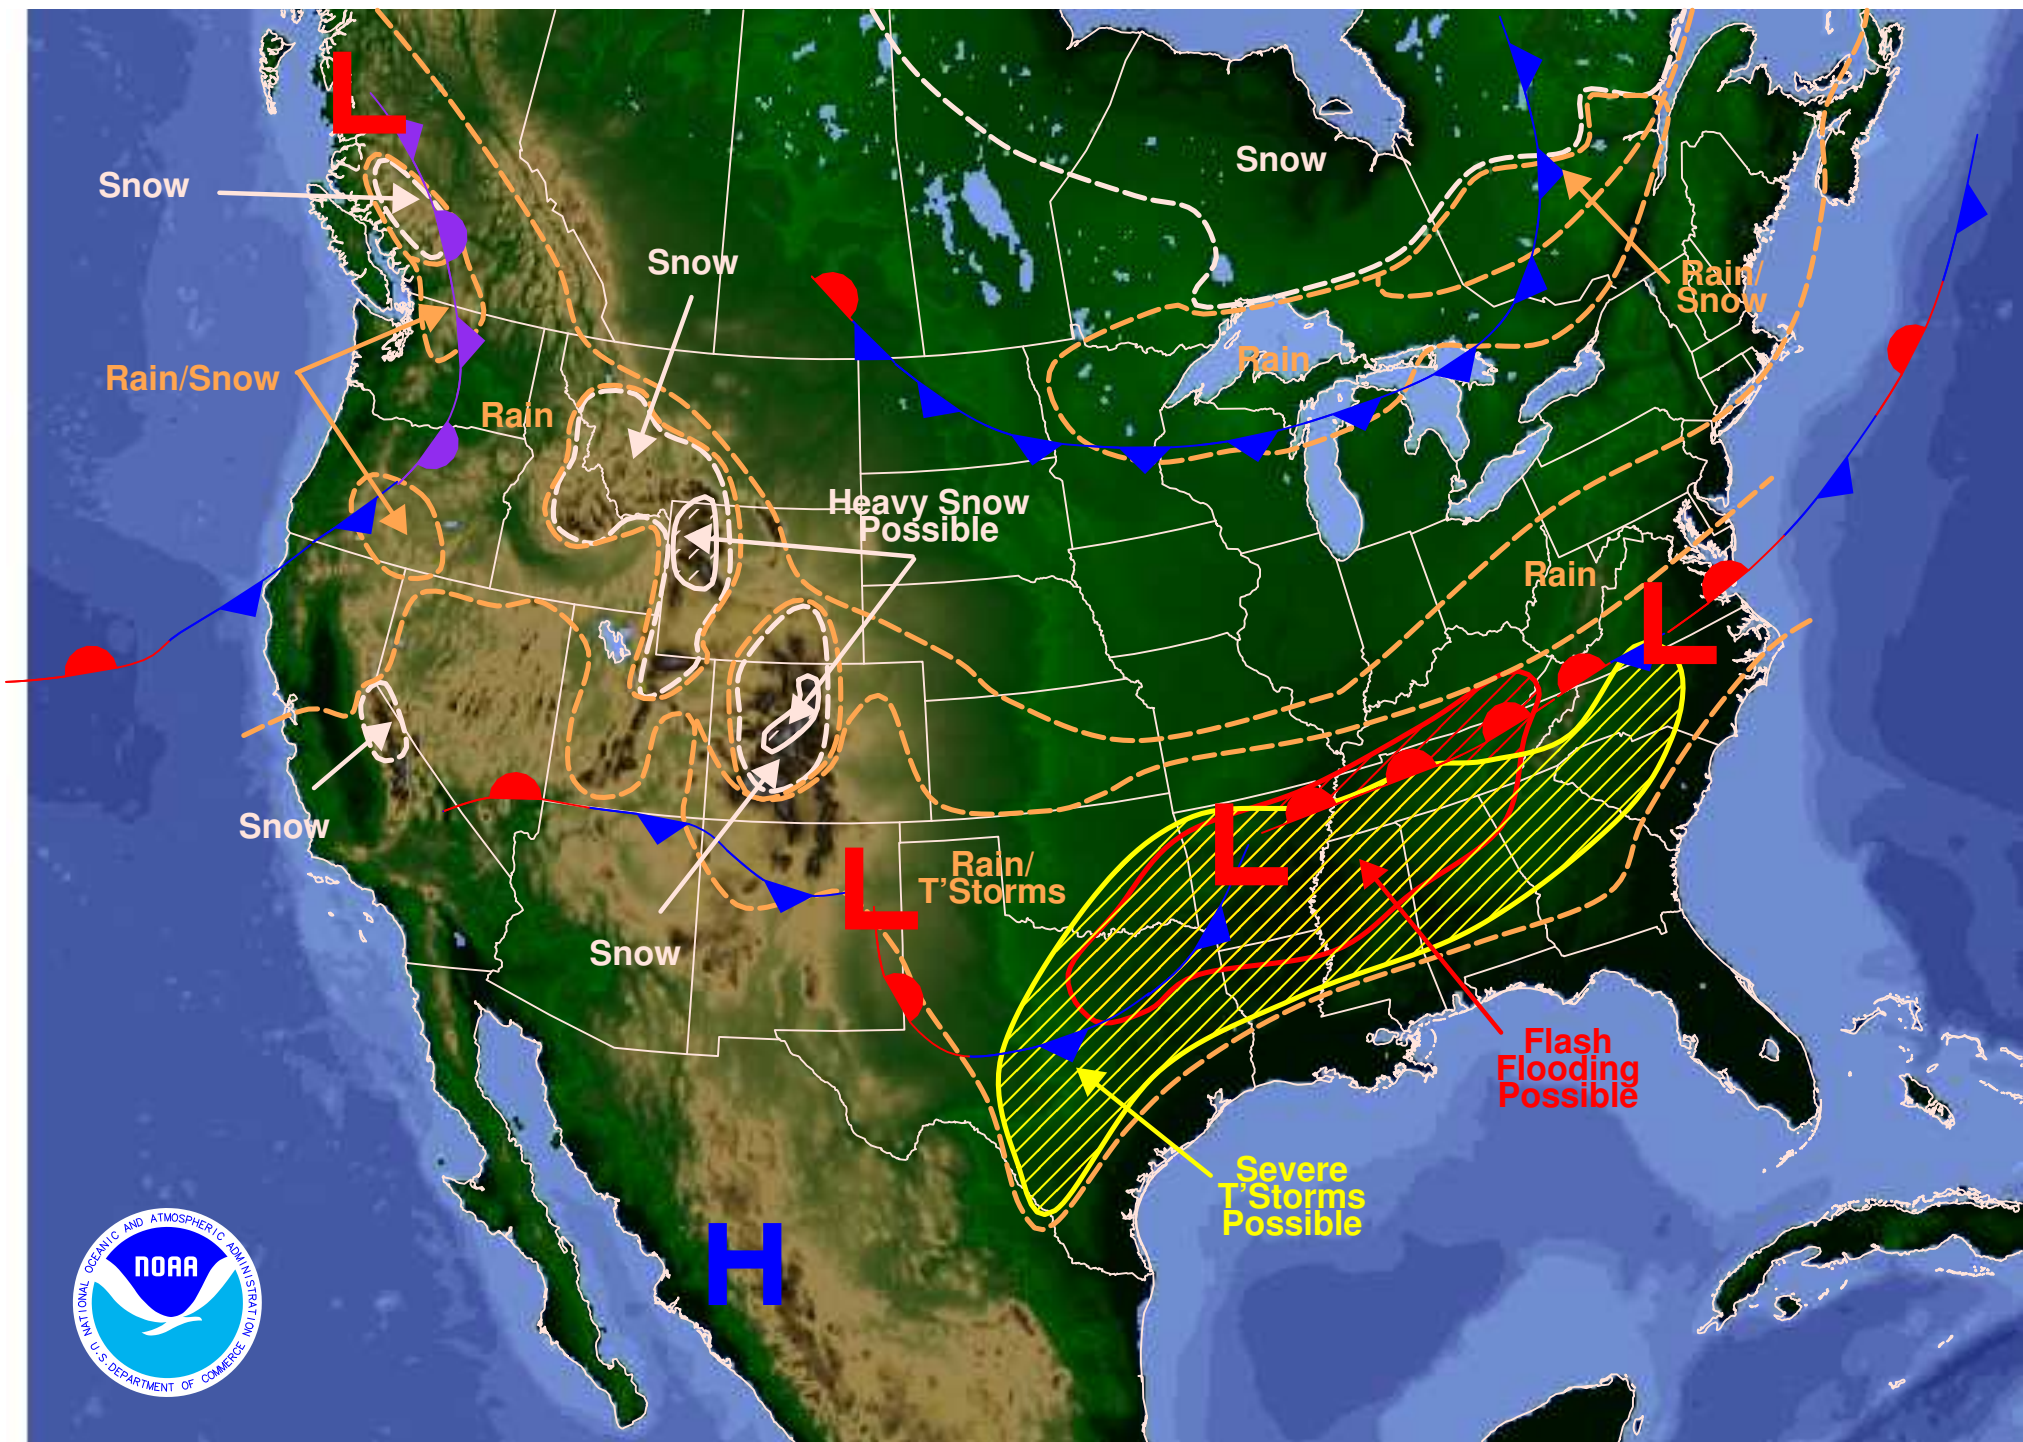 L
Snow
Snow
Snow
Rain/
Snow
Rain/Snow
Rain
Rain
Heavy Snow
Possible
Rain
L
Snow
L
L
Rain/
T'Storms
Snow
Flash
Flooding
Possible
Severe
T'Storms
Possible
H
NATIONAL OCEANIC AND ATMOSPHERIC ADMINISTRATION
NOAA
U.S. DEPARTMENT OF COMMERCE